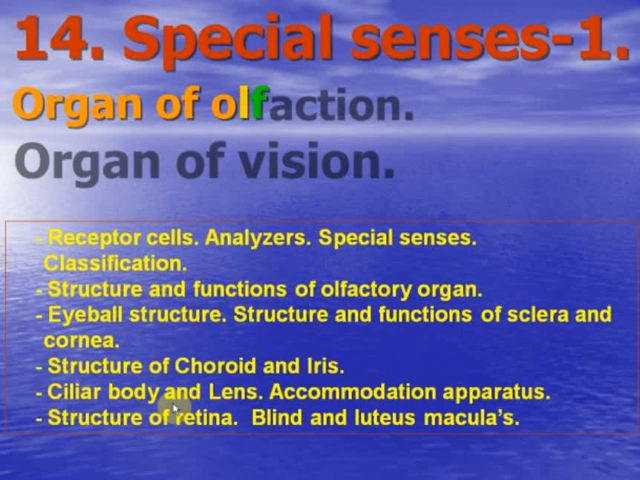 14. Special senses-1.
Organ of olfaction.
Organ of vision.
- Receptor cells. Analyzers. Special senses.
Classification.
- Structure and functions of olfactory organ.
- Eyeball structure. Structure and functions of sclera and
cornea.
- Structure of Choroid and Iris.
- Ciliar body and Lens. Accommodation apparatus.
- Structure of retina. Blind and luteus macula's.